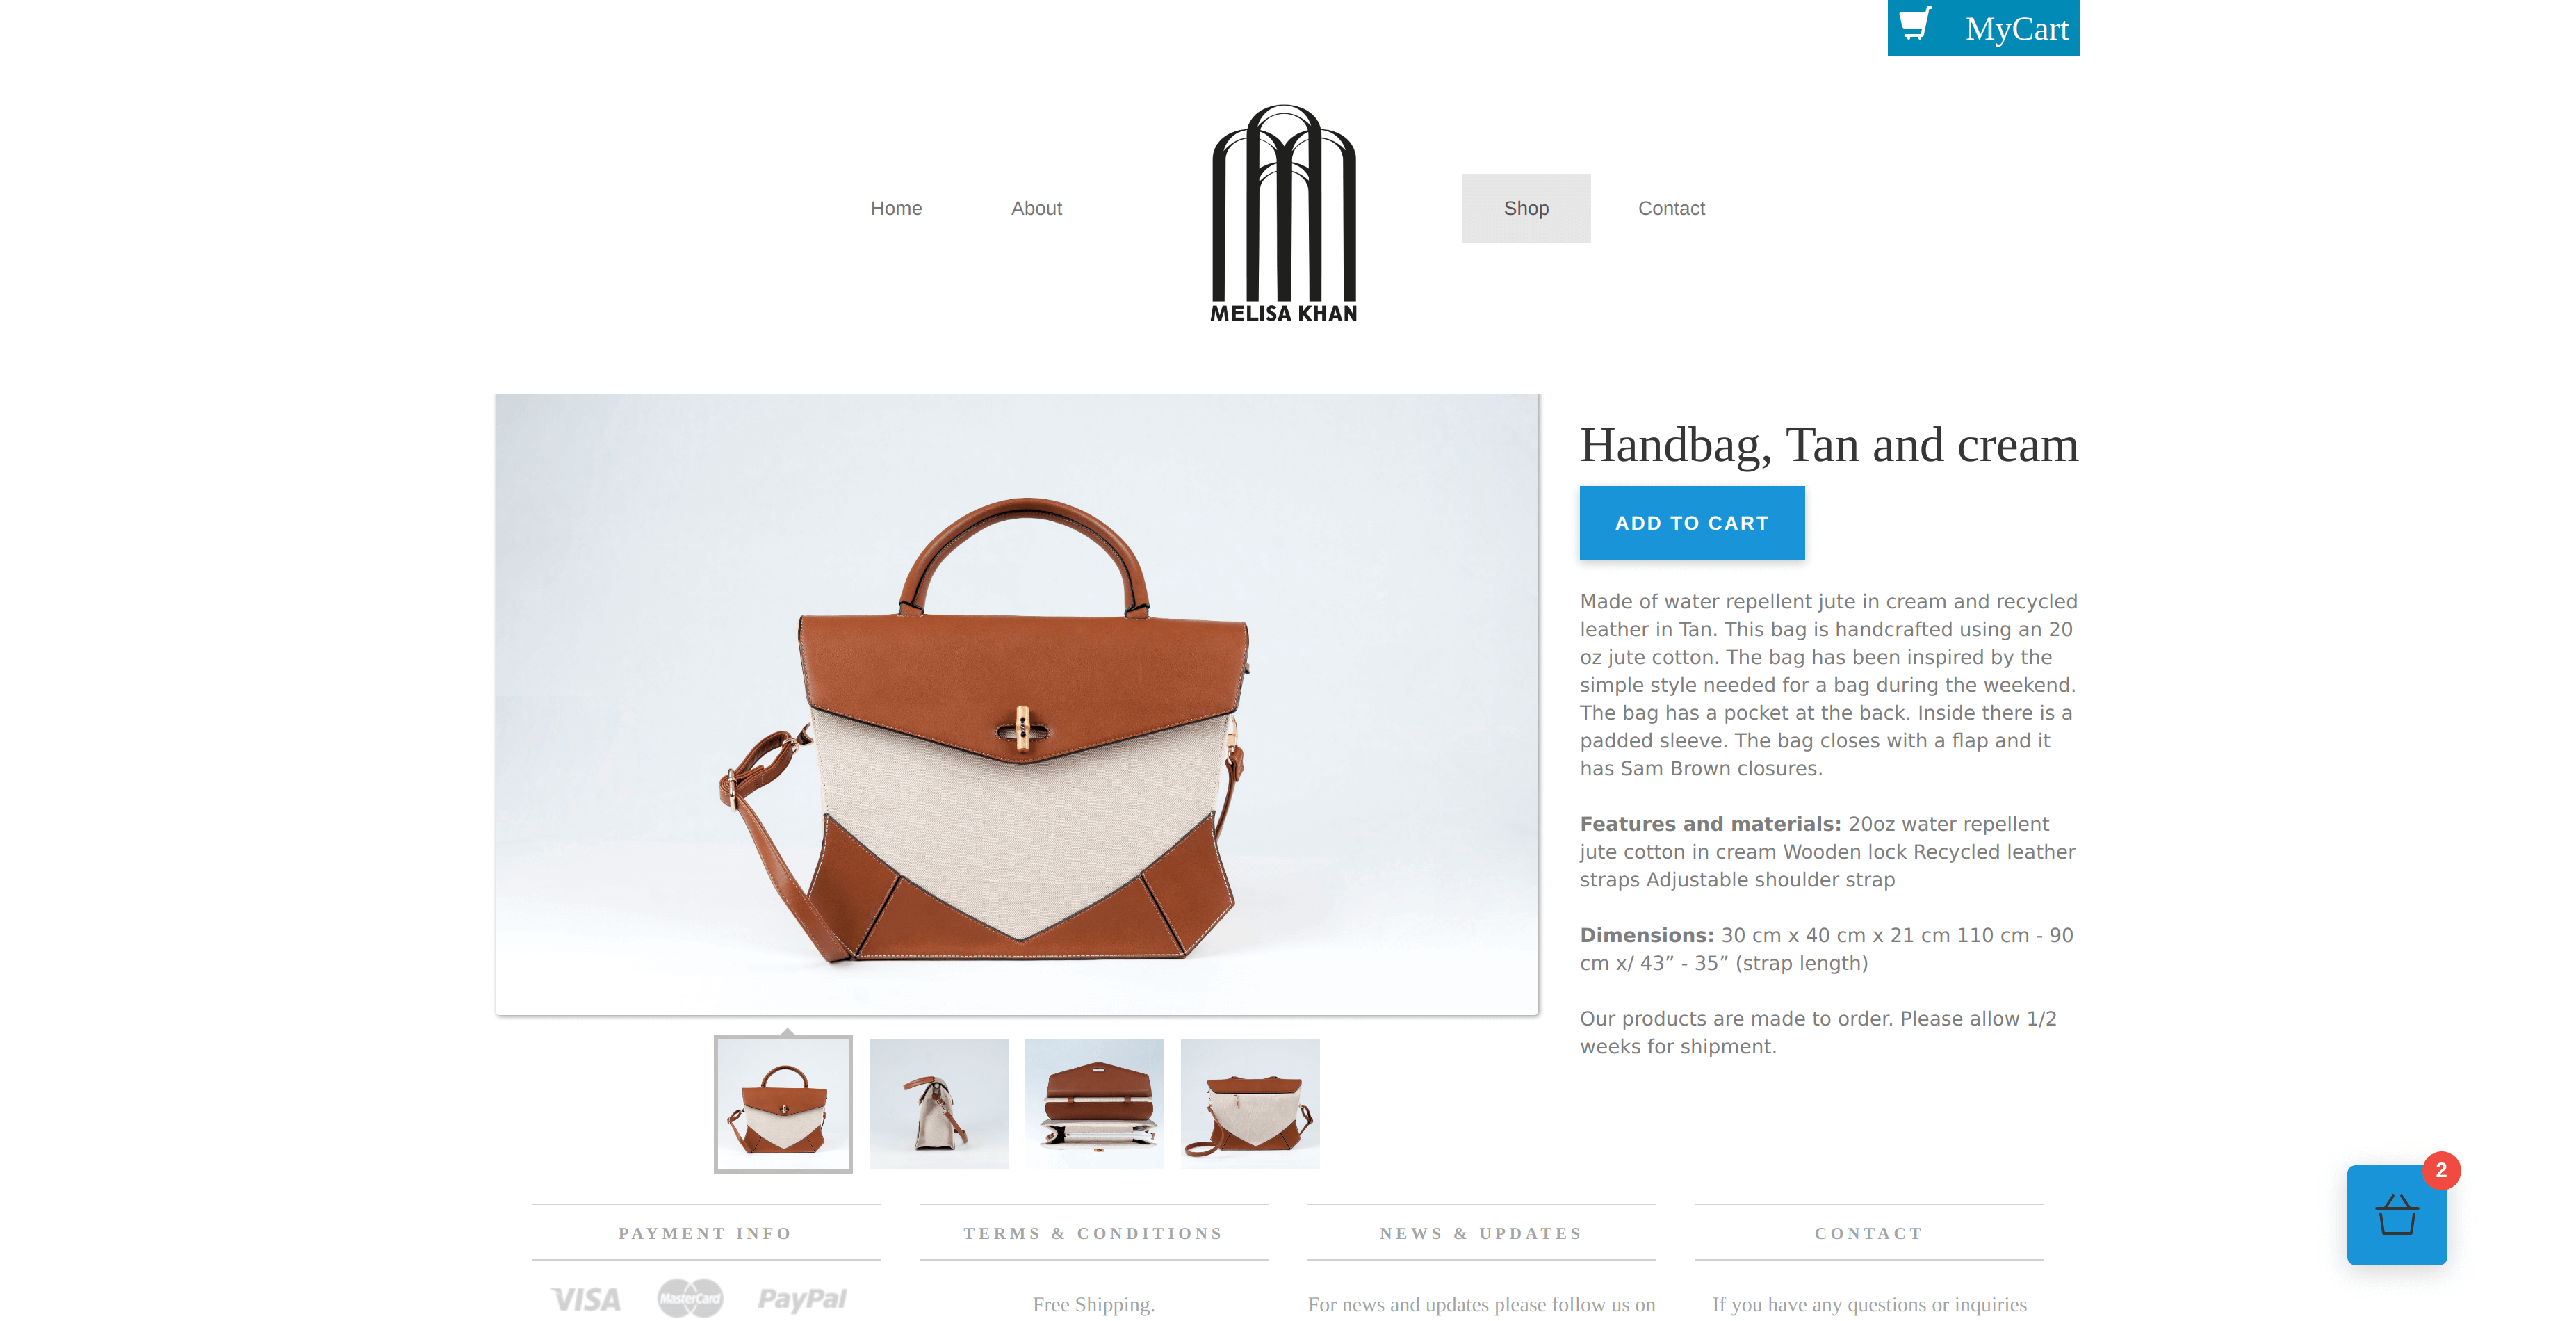 MyCart
Home
About
MELISA KHAN
Shop
Contact
Handbag, Tan and cream
ADD TO CART
Made of water repellent jute in cream and recycled
leather in Tan. This bag is handcrafted using an 20
oz jute cotton. The bag has been inspired by the
simple style needed for a bag during the weekend.
The bag has a pocket at the back. Inside there is a
padded sleeve. The bag closes with a flap and it
has Sam Brown closures.
Features and materials: 20oz water repellent
jute cotton in cream Wooden lock Recycled leather
straps Adjustable shoulder strap
Dimensions: 30 cm x 40 cm x 21 cm 110 cm - 90
cm x/ 43” - 35” (strap length)
Our products are made to order. Please allow 1/2
weeks for shipment.
2
PAYMENT INFO
VISA MasterCard PayPal
TERMS & CONDITIONS
Free Shipping.
NEWS & UPDATES
For news and updates please follow us on
CONTACT
If you have any questions or inquiries